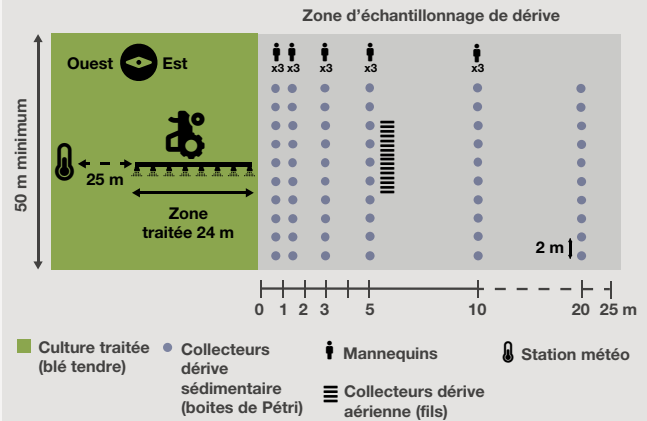 Zone d'échantillonnage de dérive
Ouest Est
x3 x3 x3 x3 x3
50 m minimum
25 m
Zone
traitée 24 m
2 m
0 1 2 3 5 10 20 25 m
Culture traitée
(blé tendre)
Collecteurs
dérive
sédimentaire
(boites de Pétri)
Mannequins
Collecteurs dérive
aérienne (fils)
Station météo